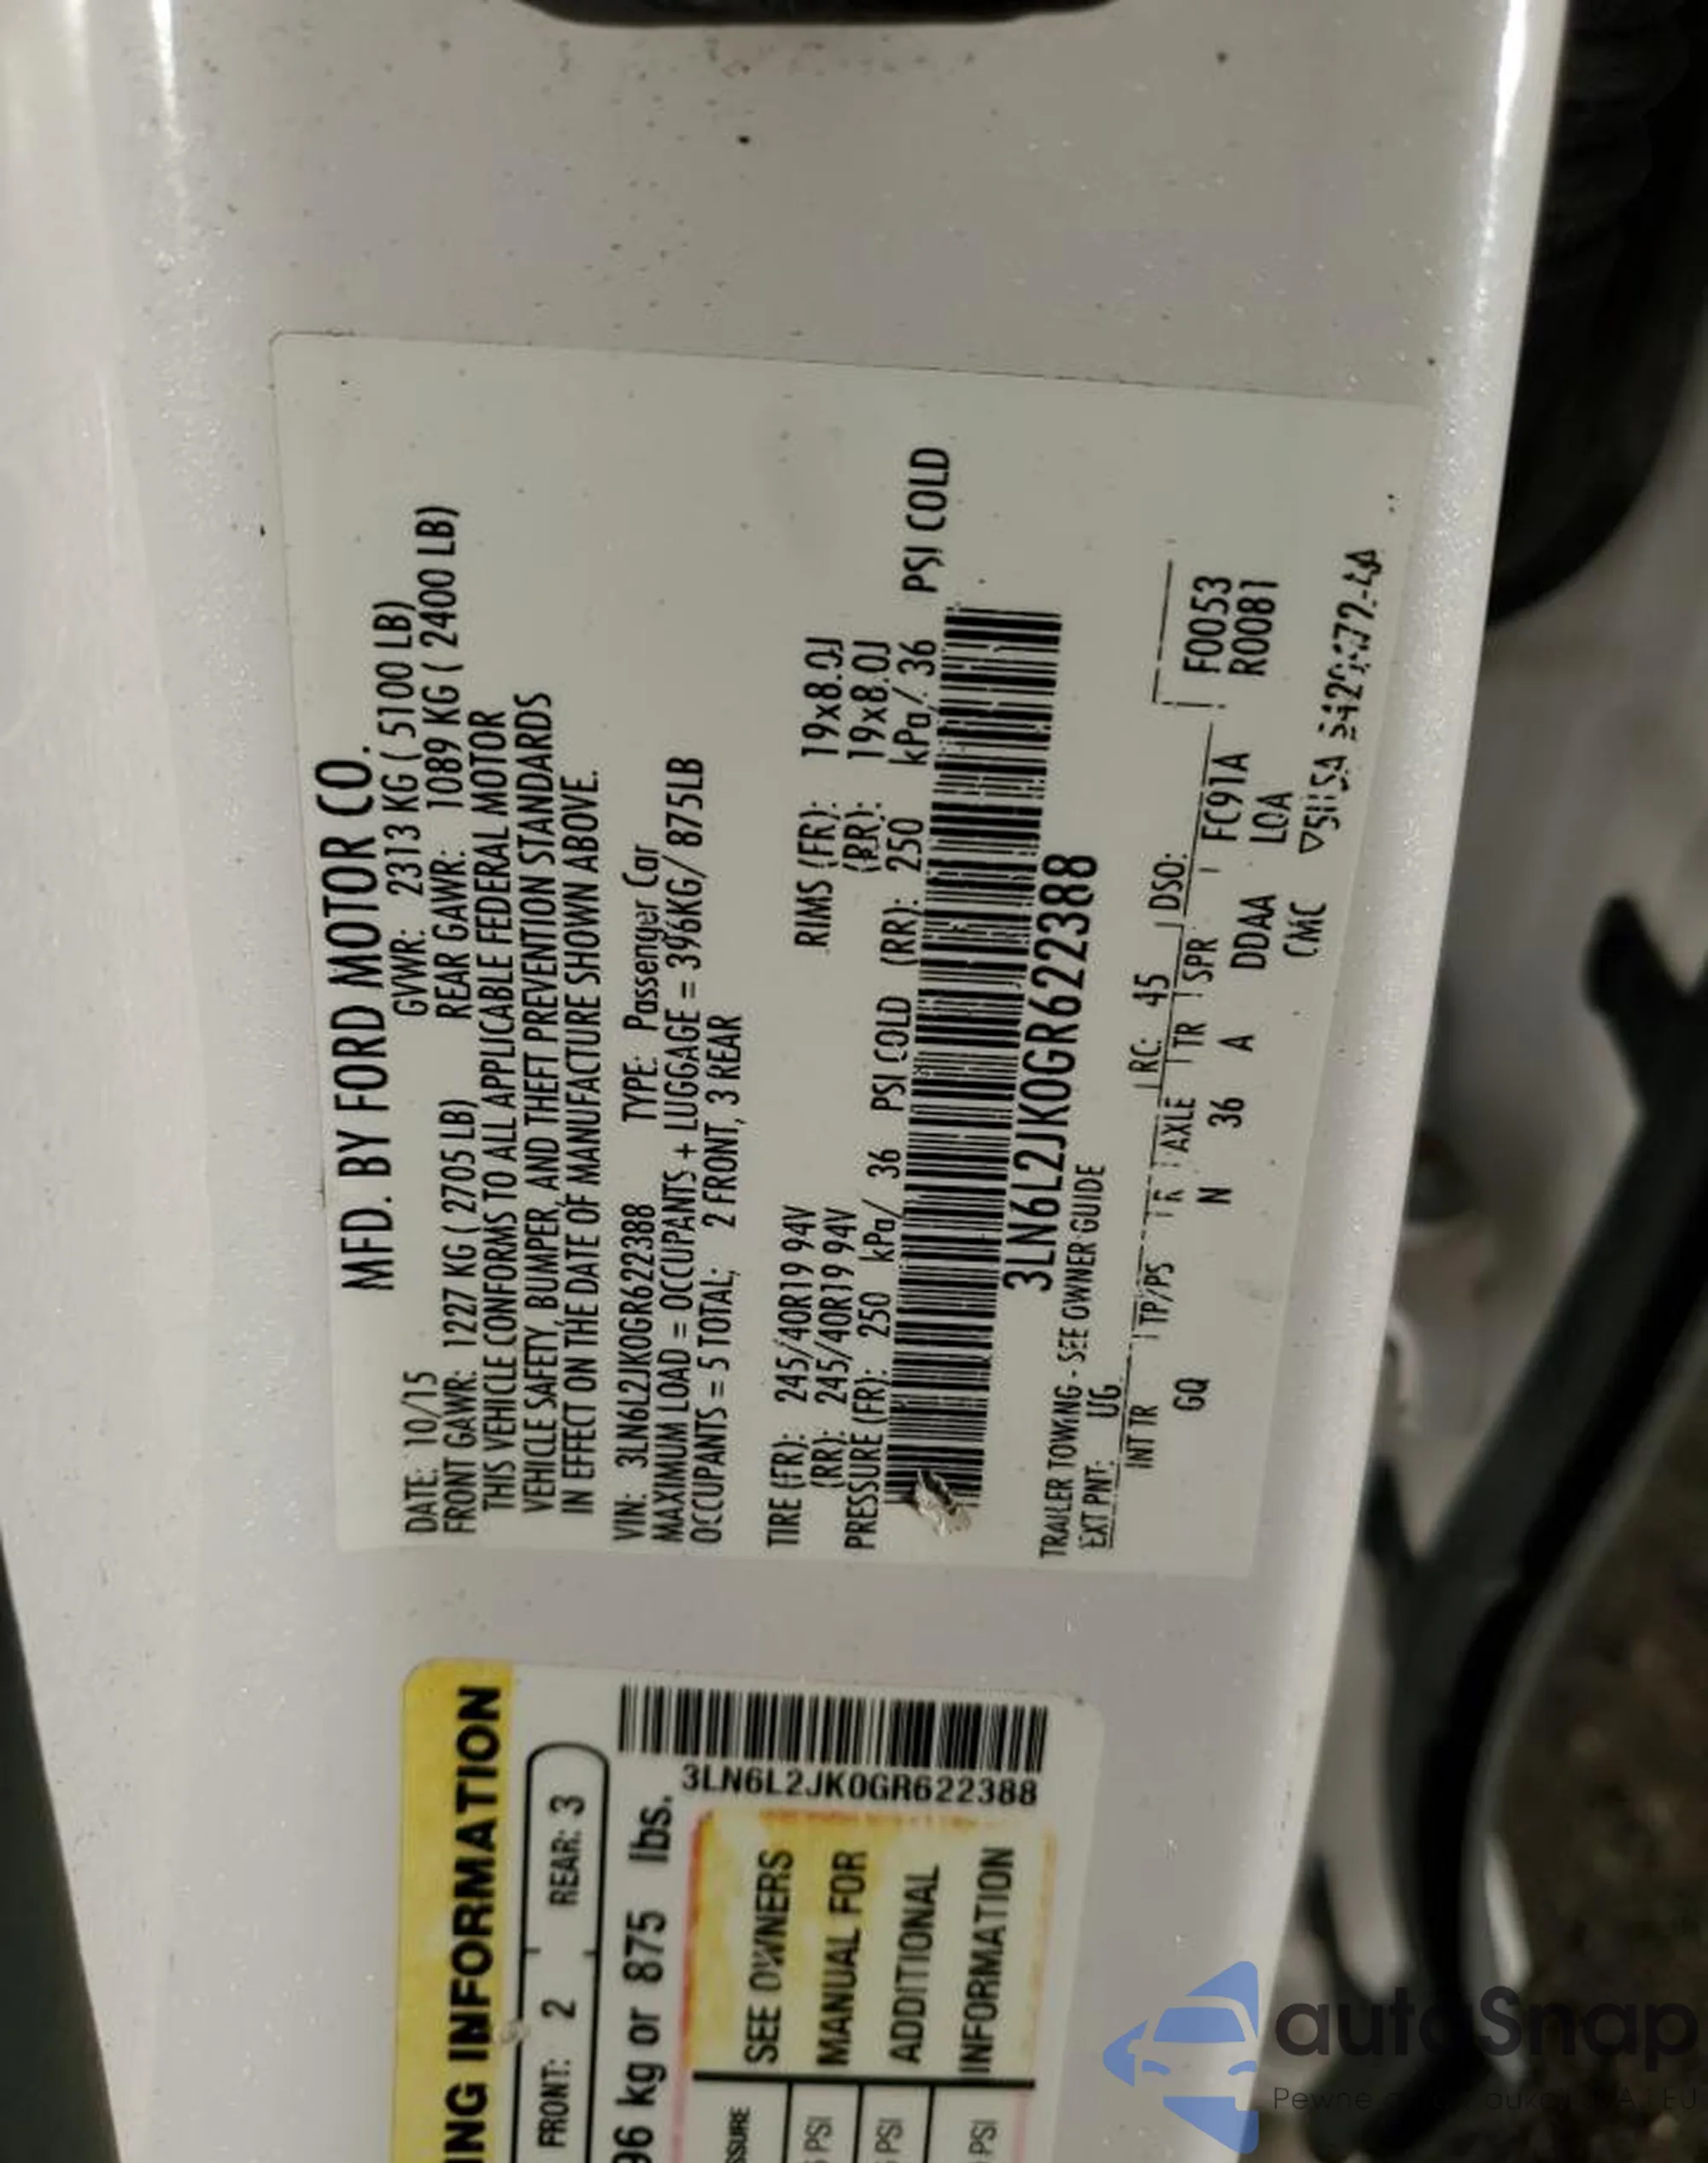 MFD. BY FORD MOTOR CO.
DATE: 10/15 GVWR: 2313 KG ( 5100 LB)
FRONT GAWR: 1227 KG ( 2705 LB) REAR GAWR: 1089 KG ( 2400 LB)
THIS VEHICLE CONFORMS TO ALL APPLICABLE FEDERAL MOTOR
VEHICLE SAFETY, BUMPER, AND THEFT PREVENTION STANDARDS
IN EFFECT ON THE DATE OF MANUFACTURE SHOWN ABOVE.
VIN: 3LN6L2JK0GR622388 TYPE: Passenger Car
MAXIMUM LOAD = OCCUPANTS + LUGGAGE = 396KG/ 875LB
OCCUPANTS = 5 TOTAL; 2 FRONT, 3 REAR
TIRE (FR): 245/40R19 94V RIMS (FR): 19x8.0J
(RR): 245/40R19 94V (RR): 19x8.0J
PRESSURE (FR): 250 kPa/ 36 PSI COLD (RR): 250 kPa/ 36 PSI COLD
3LN6L2JK0GR622388
TRAILER TOWING - SEE OWNER GUIDE
EXT PNT: UG RC: 45 DSO:
INT TR TP/PS R AXLE TR SPR
GQ N 36 A DDAA FC91A F0053
CMC LOA R0081
ING INFORMATION
FRONT: 2 REAR: 3
96 kg or 875 lbs.
3LN6L2JK0GR622388
SEE OWNERS
MANUAL FOR
ADDITIONAL
INFORMATION
SSURE
PSI
PSI
PSI
autoSnap
Pewne